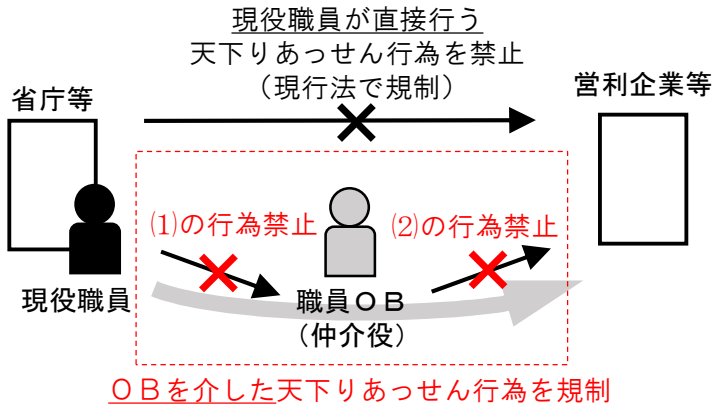 現役職員が直接行う
天下りあっせん行為を禁止
（現行法で規制）
省庁等
営利企業等
⑴の行為禁止
⑵の行為禁止
現役職員
職員ＯＢ
（仲介役）
ＯＢを介した天下りあっせん行為を規制